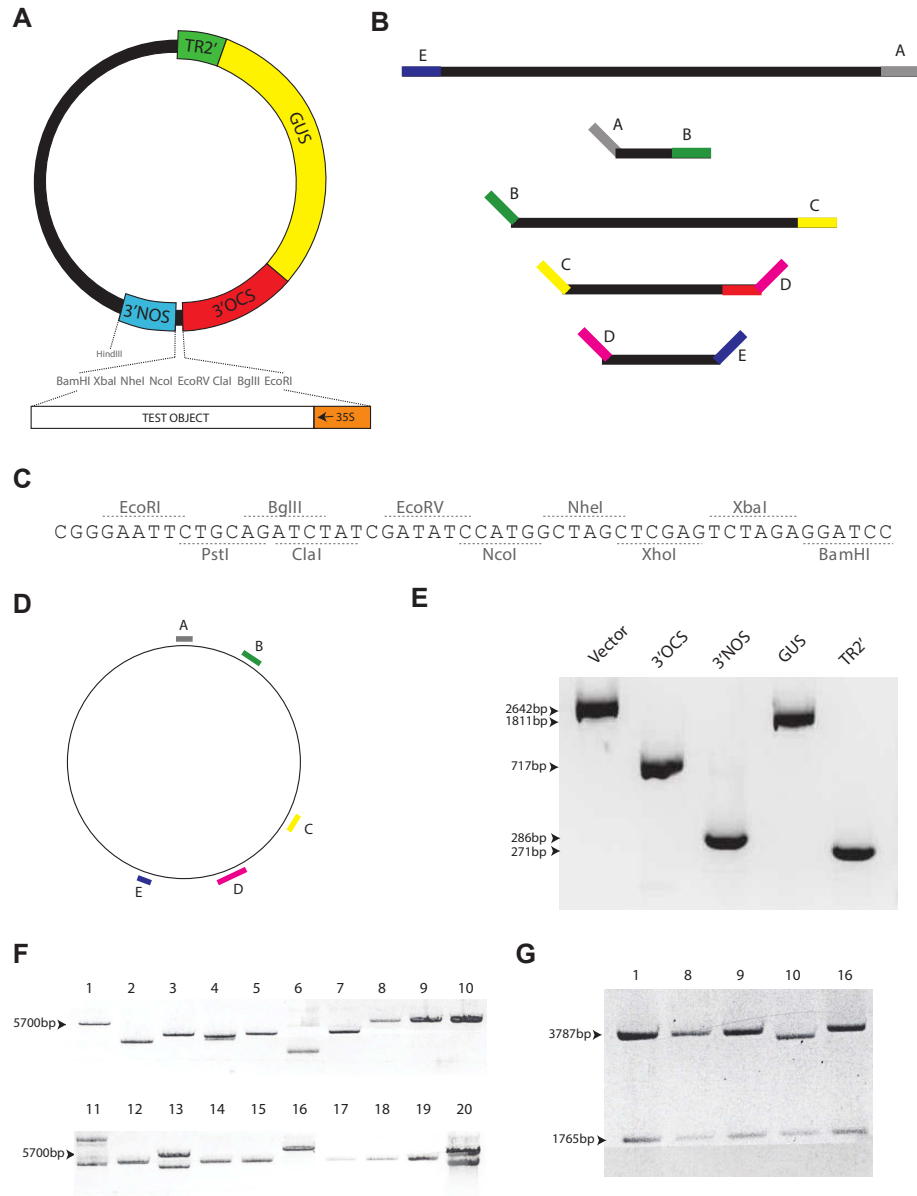 A
TR2'
GUS
3'OCS
3'NOS
HindIII
BamHI XbaI NheI NcoI EcoRV ClaI BglII EcoRI
TEST OBJECT
35S
B
E
A
A
B
B
C
C
D
D
E
C
EcoRI BglII EcoRV NheI XbaI
CGGGAATTCTGCAGATCTATCGATATCCATGGCTAGCTCGAGTCTAGAGGATCC
PstI ClaI NcoI XhoI BamHI
D
A
B
C
D
E
E
Vector 3'OCS 3'NOS GUS TR2'
2642bp
1811bp
717bp
286bp
271bp
F
1 2 3 4 5 6 7 8 9 10
5700bp
11 12 13 14 15 16 17 18 19 20
5700bp
G
1 8 9 10 16
3787bp
1765bp